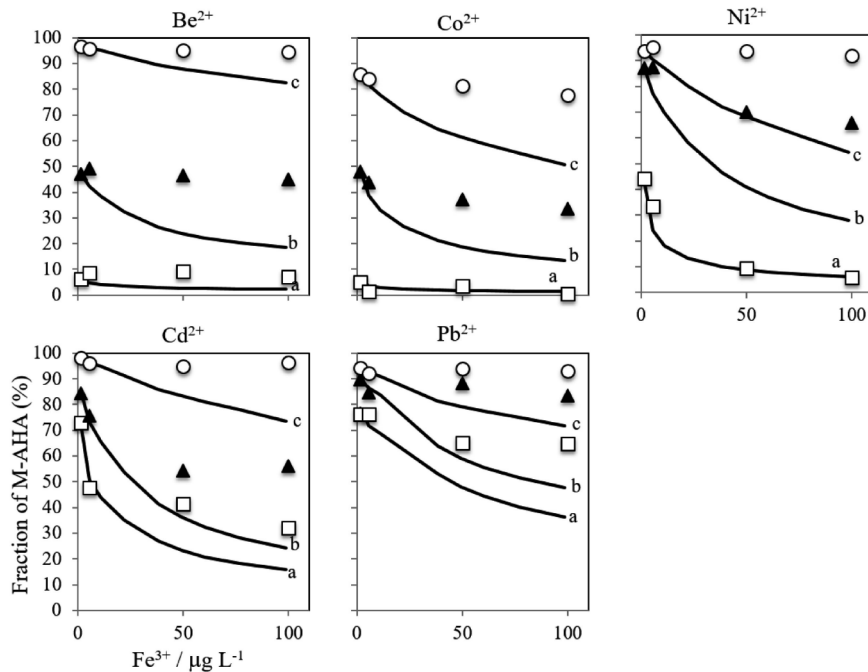 Be²⁺ Co²⁺ Ni²⁺
100
90
80
70
60
50
40
30
20
10
0
c
b
a
c
b
a
c
b
a
0 50 100
Cd²⁺ Pb²⁺
Fraction of M-AHA (%)
100
90
80
70
60
50
40
30
20
10
0
c
b
a
c
b
a
0 50 100 0 50 100
Fe³⁺ / μg L⁻¹